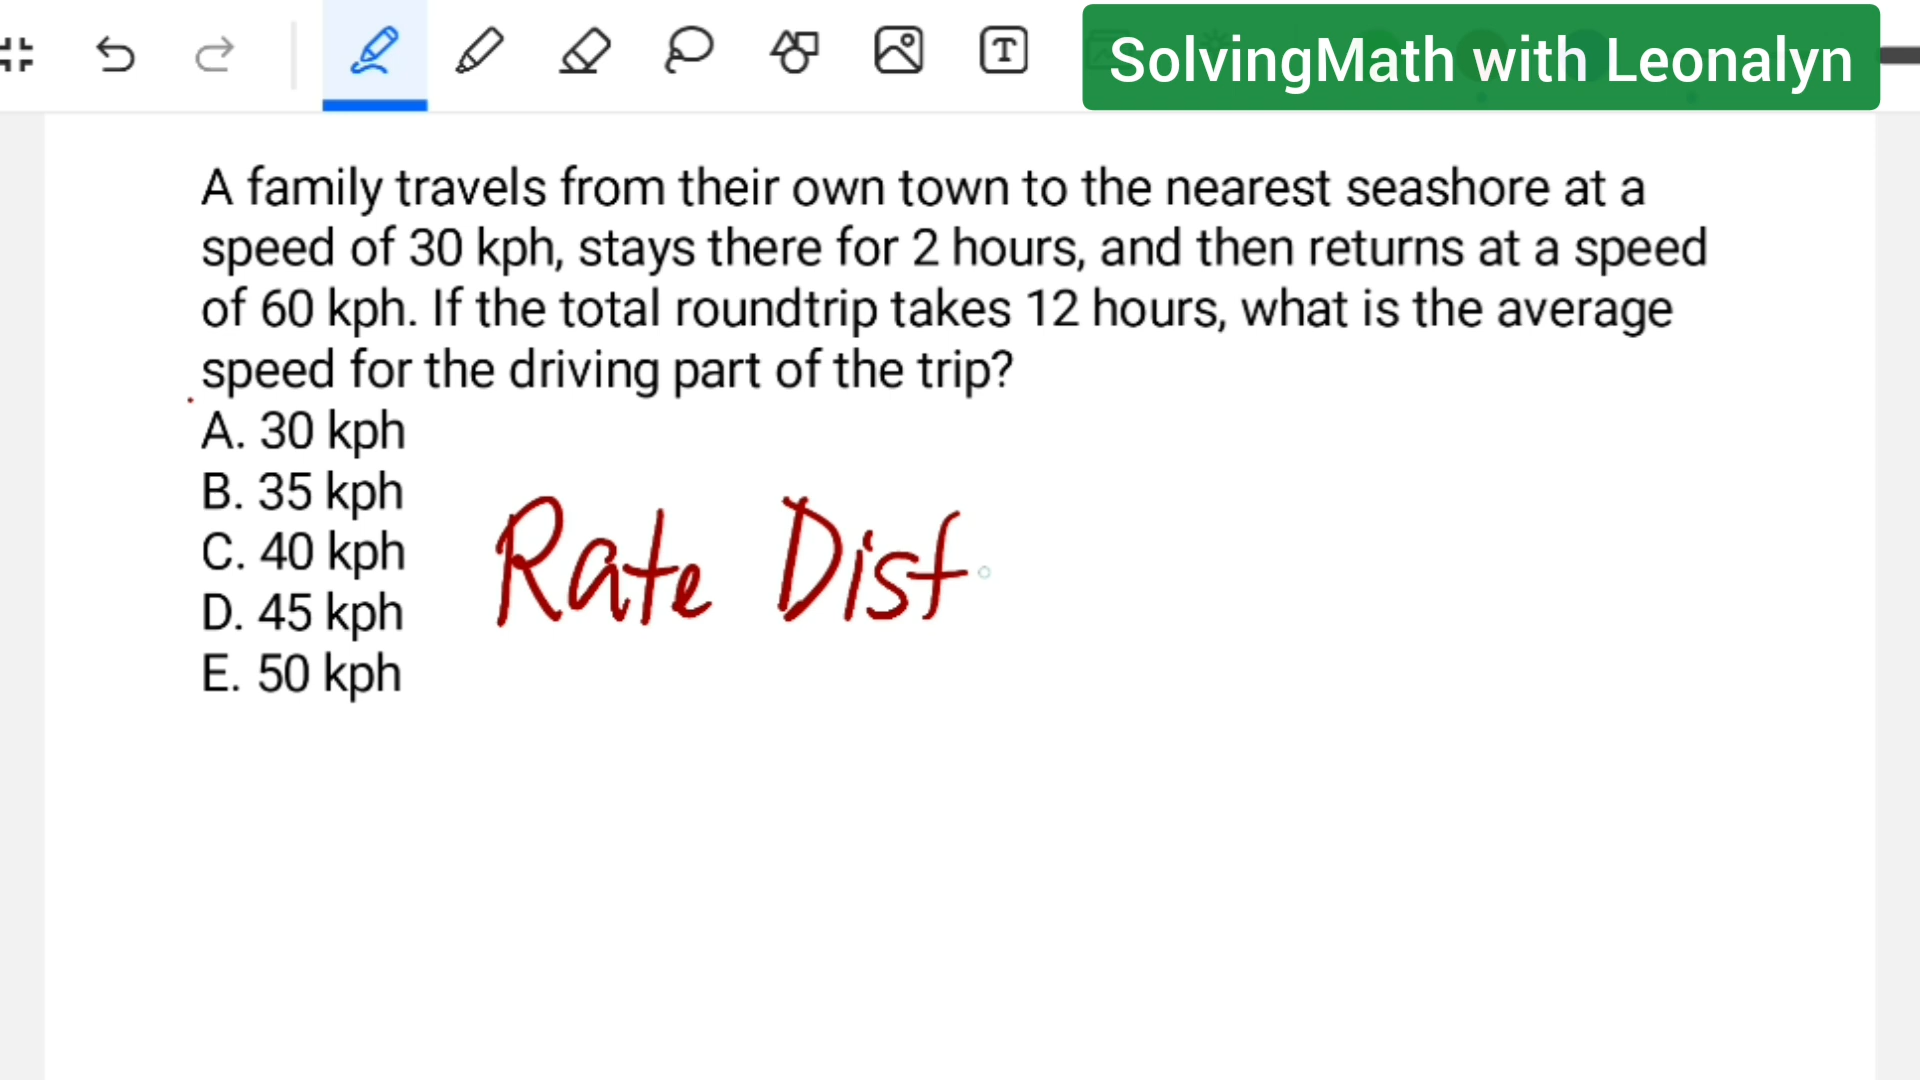 T
SolvingMath with Leonalyn
A family travels from their own town to the nearest seashore at a
speed of 30 kph, stays there for 2 hours, and then returns at a speed
of 60 kph. If the total roundtrip takes 12 hours, what is the average
speed for the driving part of the trip?
A. 30 kph
B. 35 kph
C. 40 kph
D. 45 kph
E. 50 kph
Rate Dist